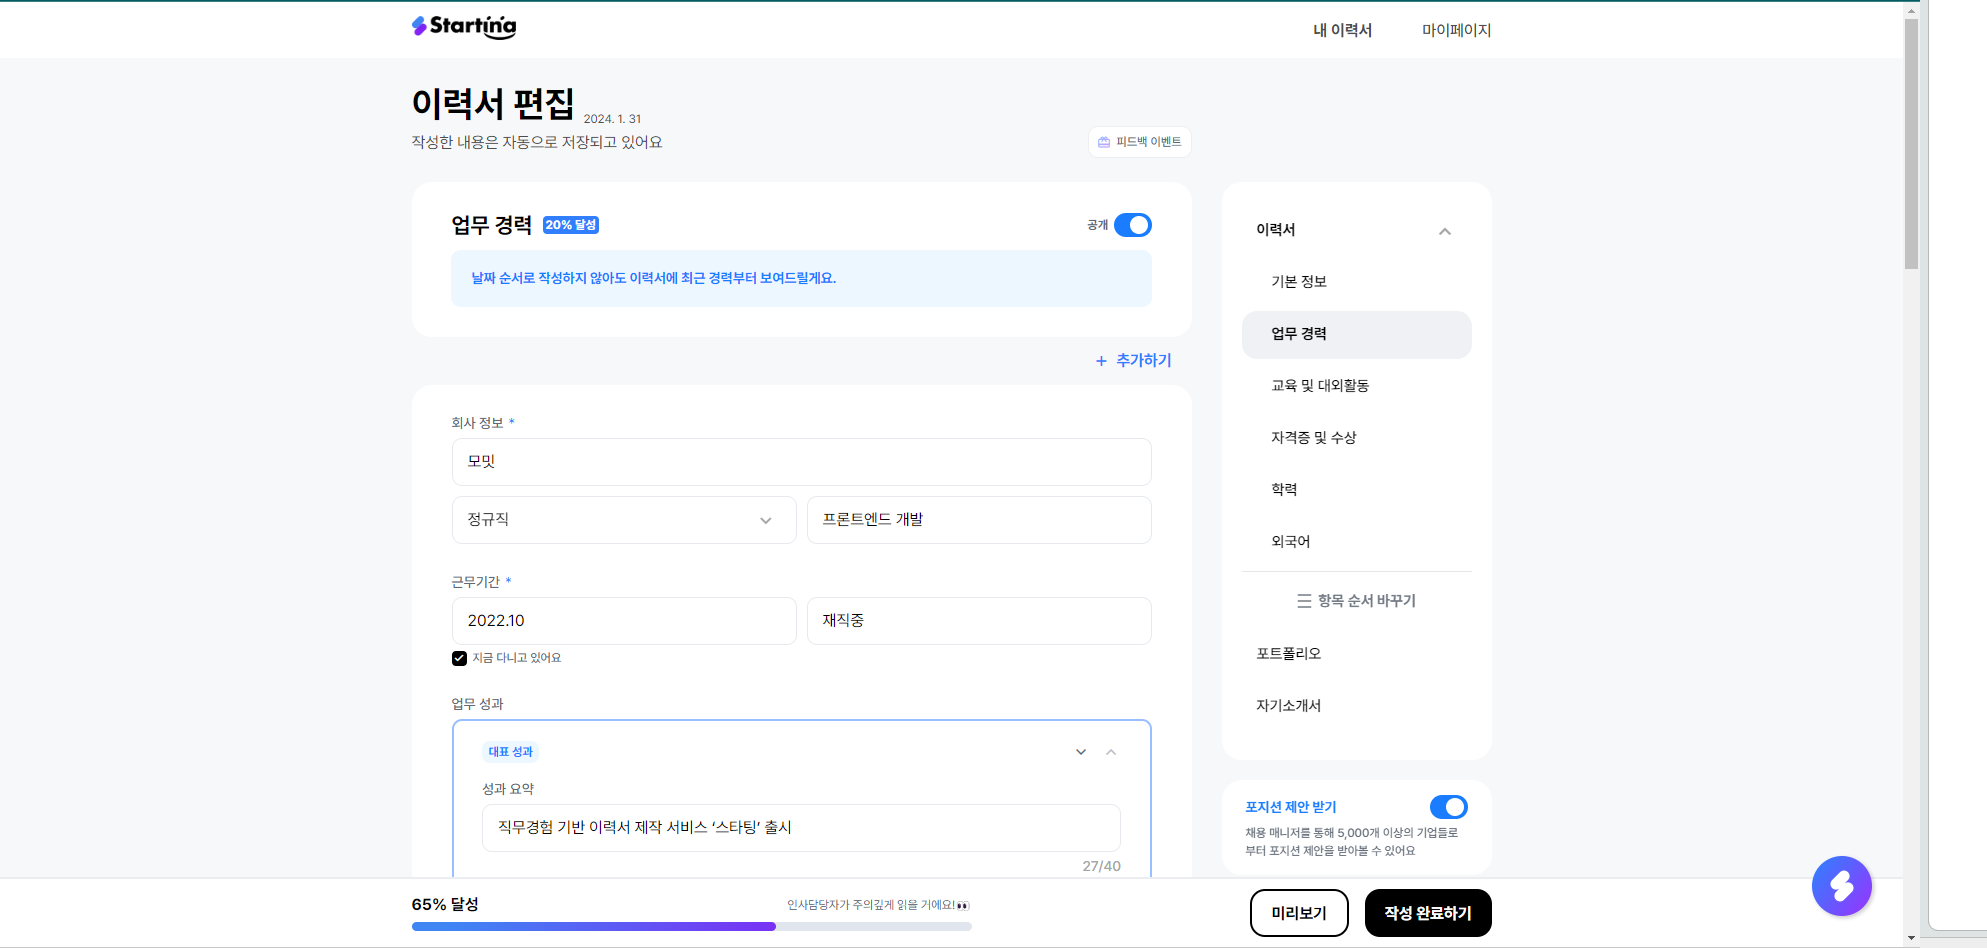 Starting
내 이력서
마이페이지
이력서 편집
2024. 1. 31
작성한 내용은 자동으로 저장되고 있어요
피드백 이벤트
업무 경력
20% 달성
공개
날짜 순서로 작성하지 않아도 이력서에 최근 경력부터 보여드릴게요.
+ 추가하기
회사 정보 *
모밋
정규직
프론트엔드 개발
근무기간 *
2022.10
재직중
지금 다니고 있어요
업무 성과
대표 성과
성과 요약
직무경험 기반 이력서 제작 서비스 ‘스타팅’ 출시
27/40
이력서
기본 정보
업무 경력
교육 및 대외활동
자격증 및 수상
학력
외국어
항목 순서 바꾸기
포트폴리오
자기소개서
포지션 제안 받기
채용 매니저를 통해 5,000개 이상의 기업들로
부터 포지션 제안을 받아볼 수 있어요
65% 달성
인사담당자가 주의깊게 읽을 거에요!👀
미리보기
작성 완료하기